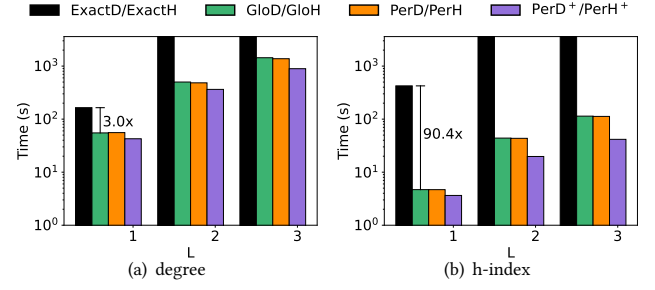 ExactD/ExactH GloD/GloH PerD/PerH PerD⁺/PerH⁺
10³ 10³
10² 10²
10¹ 10¹
10⁰ 10⁰
Time (s) Time (s)
3.0x 90.4x
1 2 3 1 2 3
L L
(a) degree (b) h-index